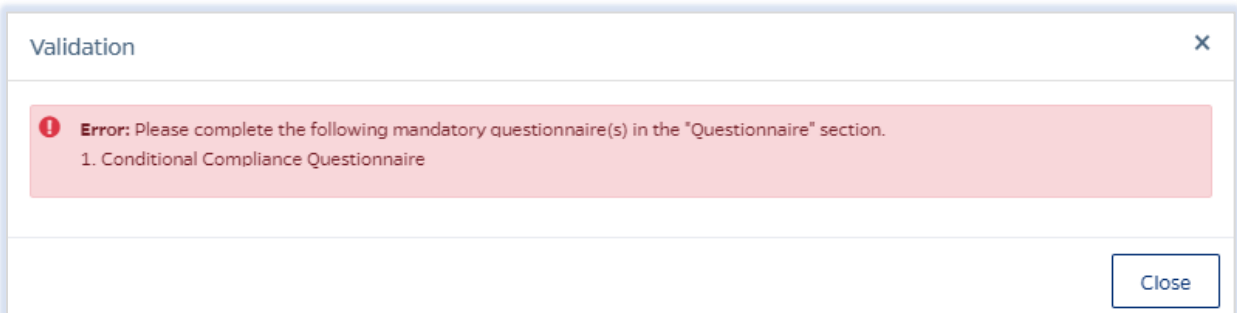 Validation
Error: Please complete the following mandatory questionnaire(s) in the "Questionnaire" section.
1. Conditional Compliance Questionnaire
Close